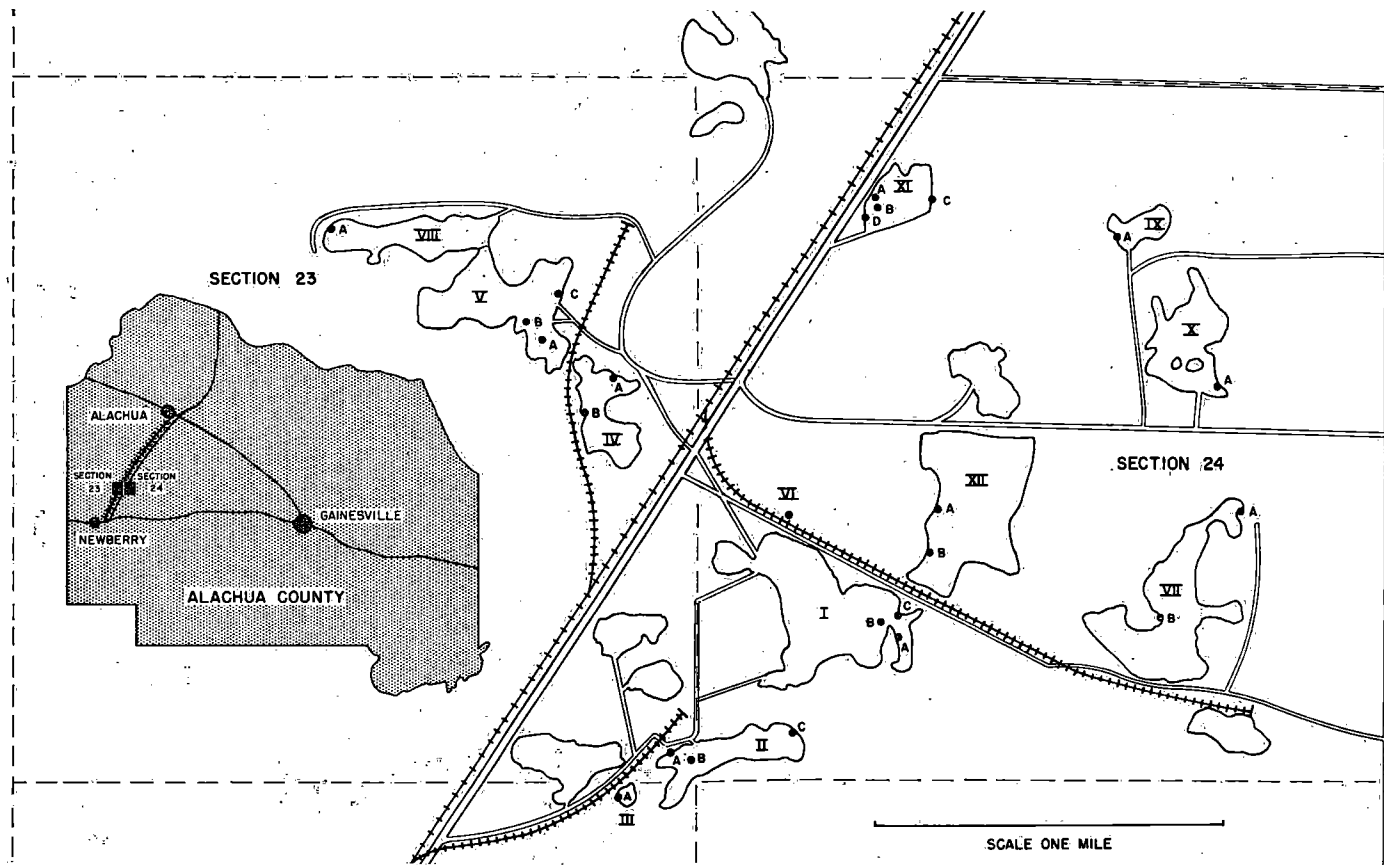 XI
A
B
C
D
IX
A
A
VIII
SECTION 23
V
C
B
A
X
A
A
B
IV
ALACHUA
SECTION 23
SECTION 24
GAINESVILLE
NEWBERRY
ALACHUA COUNTY
SECTION 24
XII
A
B
VI
A
VII
B
I
C
B
A
II
C
A
B
A
III
SCALE ONE MILE